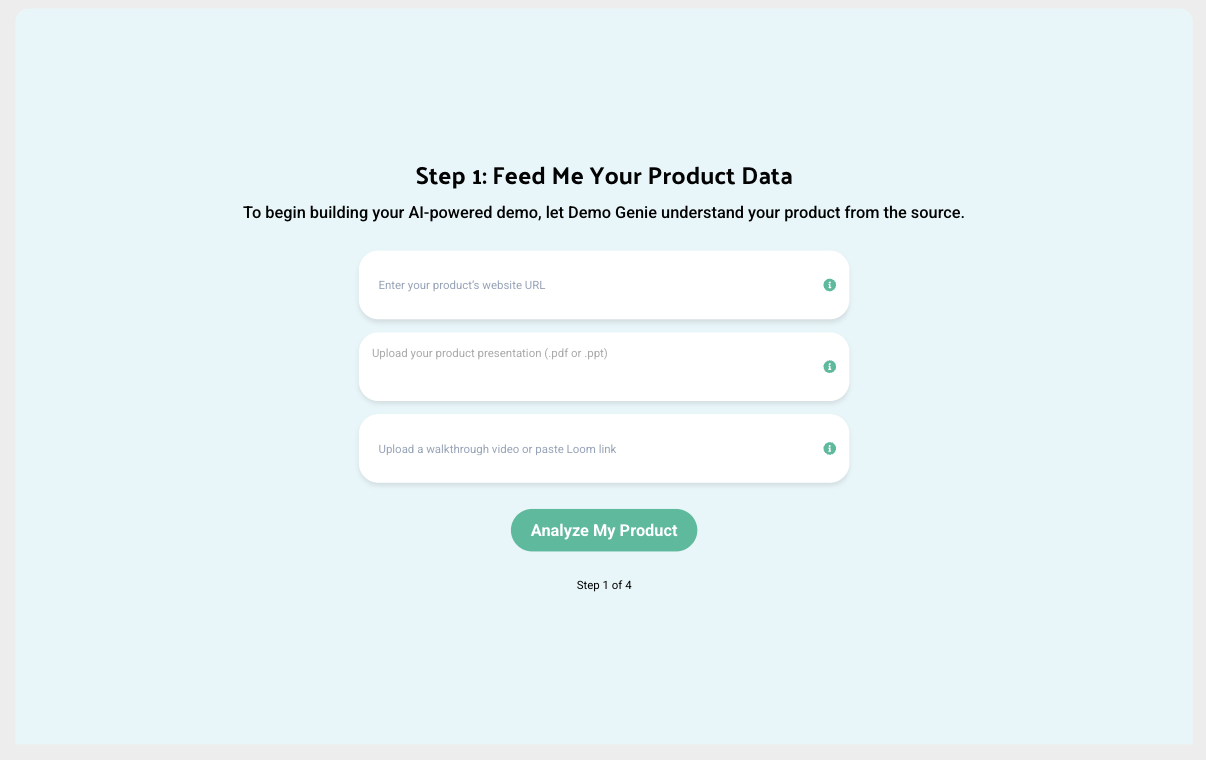 Step 1: Feed Me Your Product Data
To begin building your AI-powered demo, let Demo Genie understand your product from the source.
Enter your product's website URL
Upload your product presentation (.pdf or .ppt)
Upload a walkthrough video or paste Loom link
Analyze My Product
Step 1 of 4